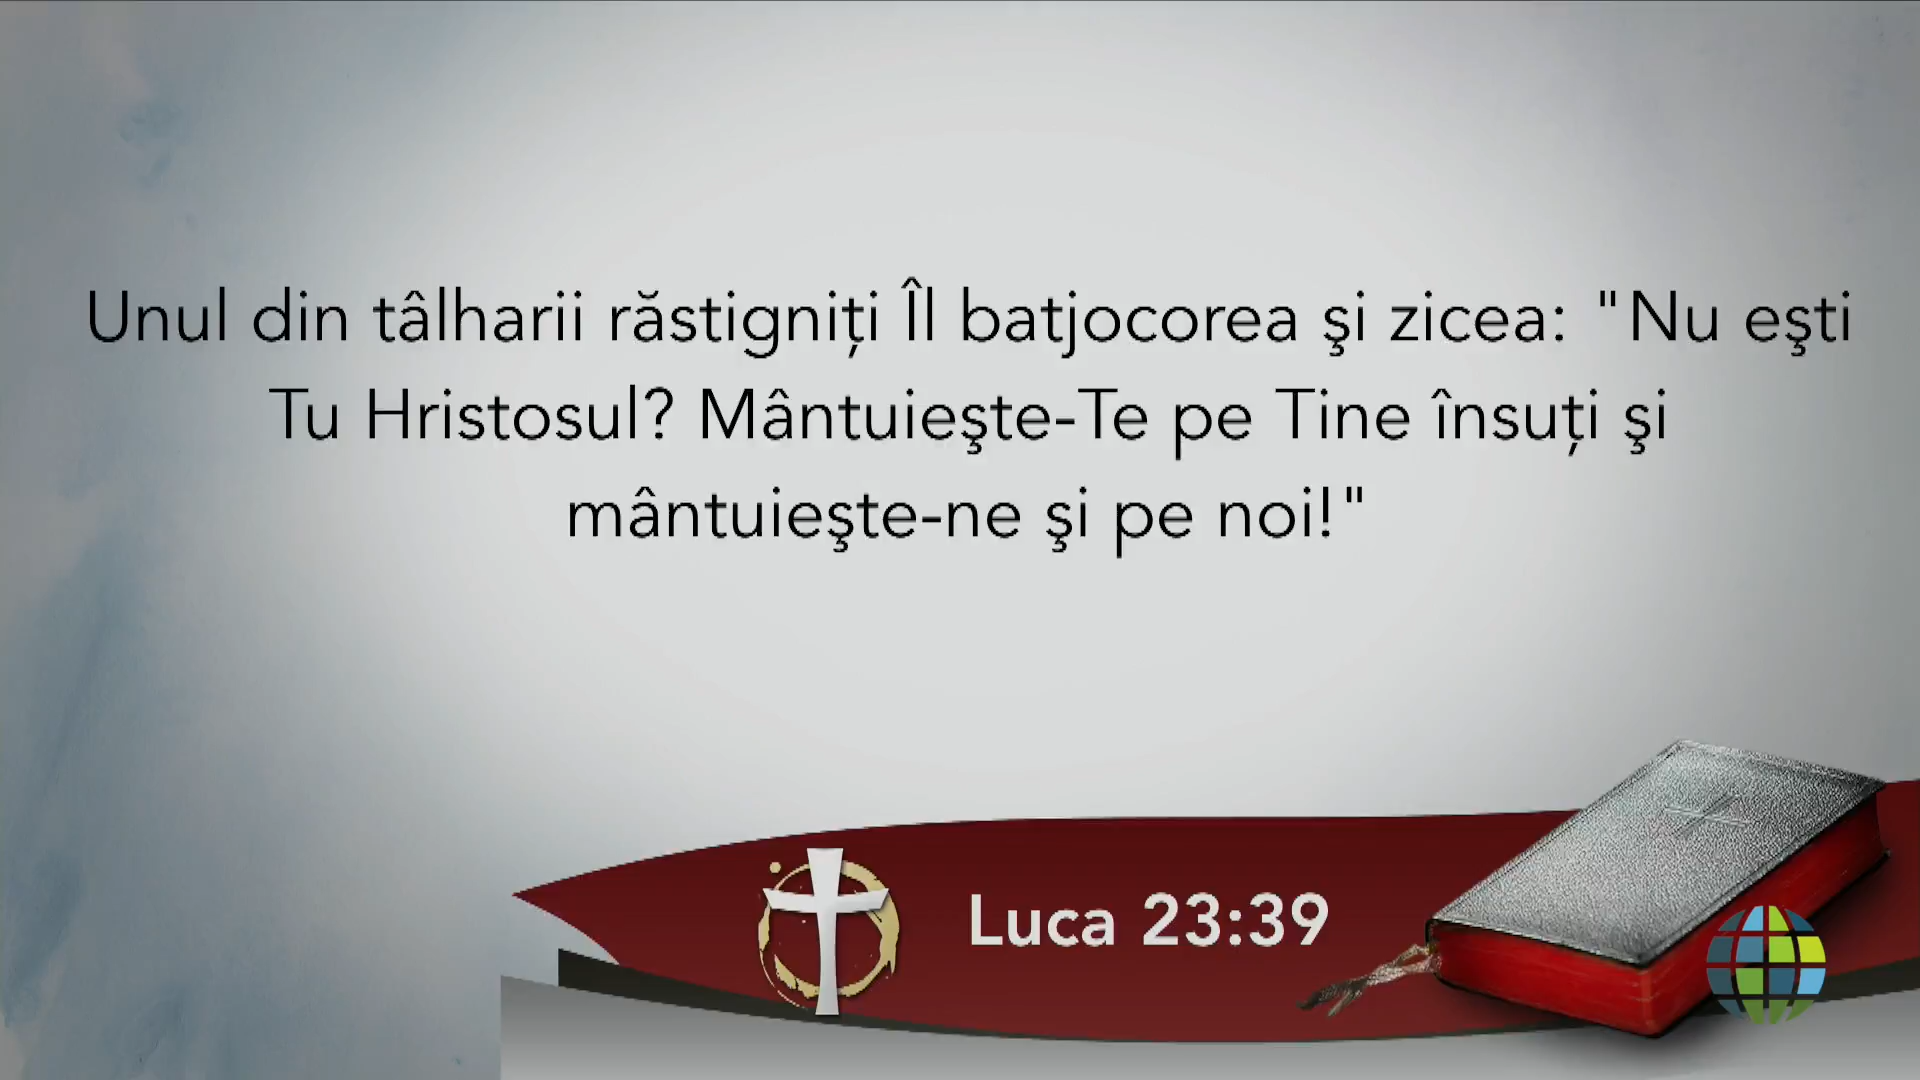 Unul din tâlharii răstigniți Îl batjocorea şi zicea: "Nu eşti
Tu Hristosul? Mântuieşte-Te pe Tine însuți şi
mântuieşte-ne şi pe noi!"
Luca 23:39